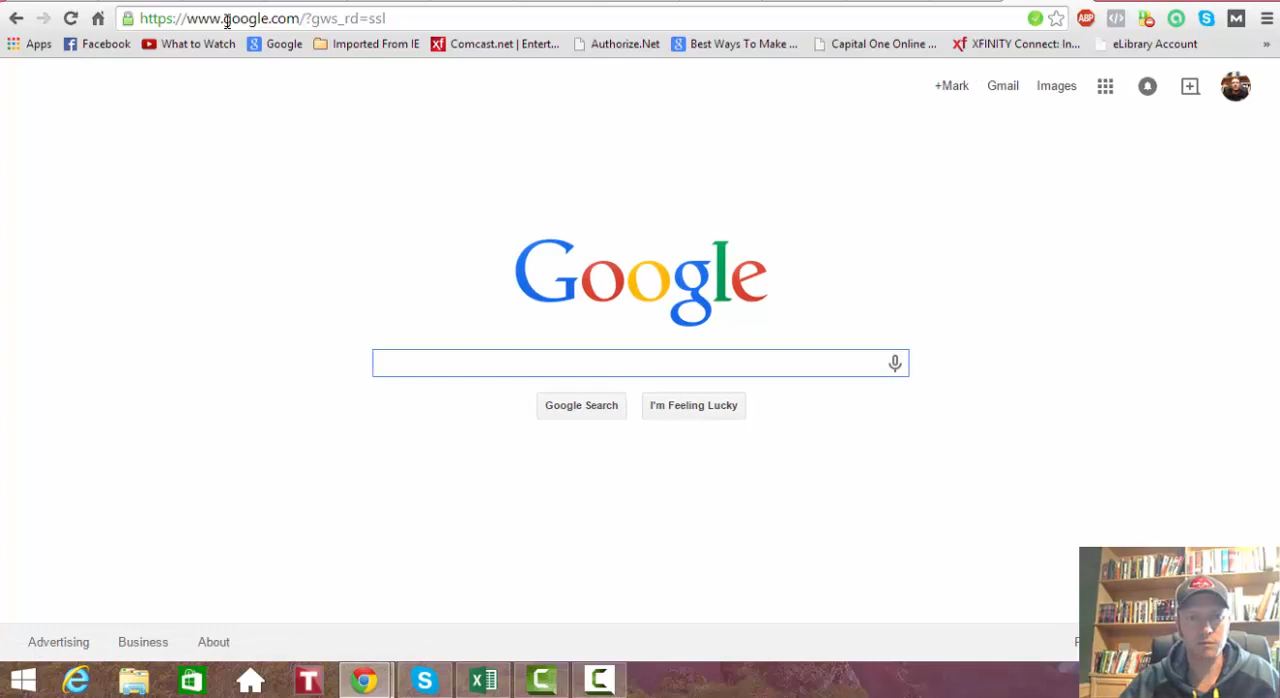 https://www.google.com/?gws_rd=ssl
ABP
M
Apps Facebook What to Watch Google Imported From IE Comcast.net | Entert... Authorize.Net Best Ways To Make ... Capital One Online ... XFINITY Connect: In... eLibrary Account »
+Mark Gmail Images
Google
Google Search I'm Feeling Lucky
Advertising Business About